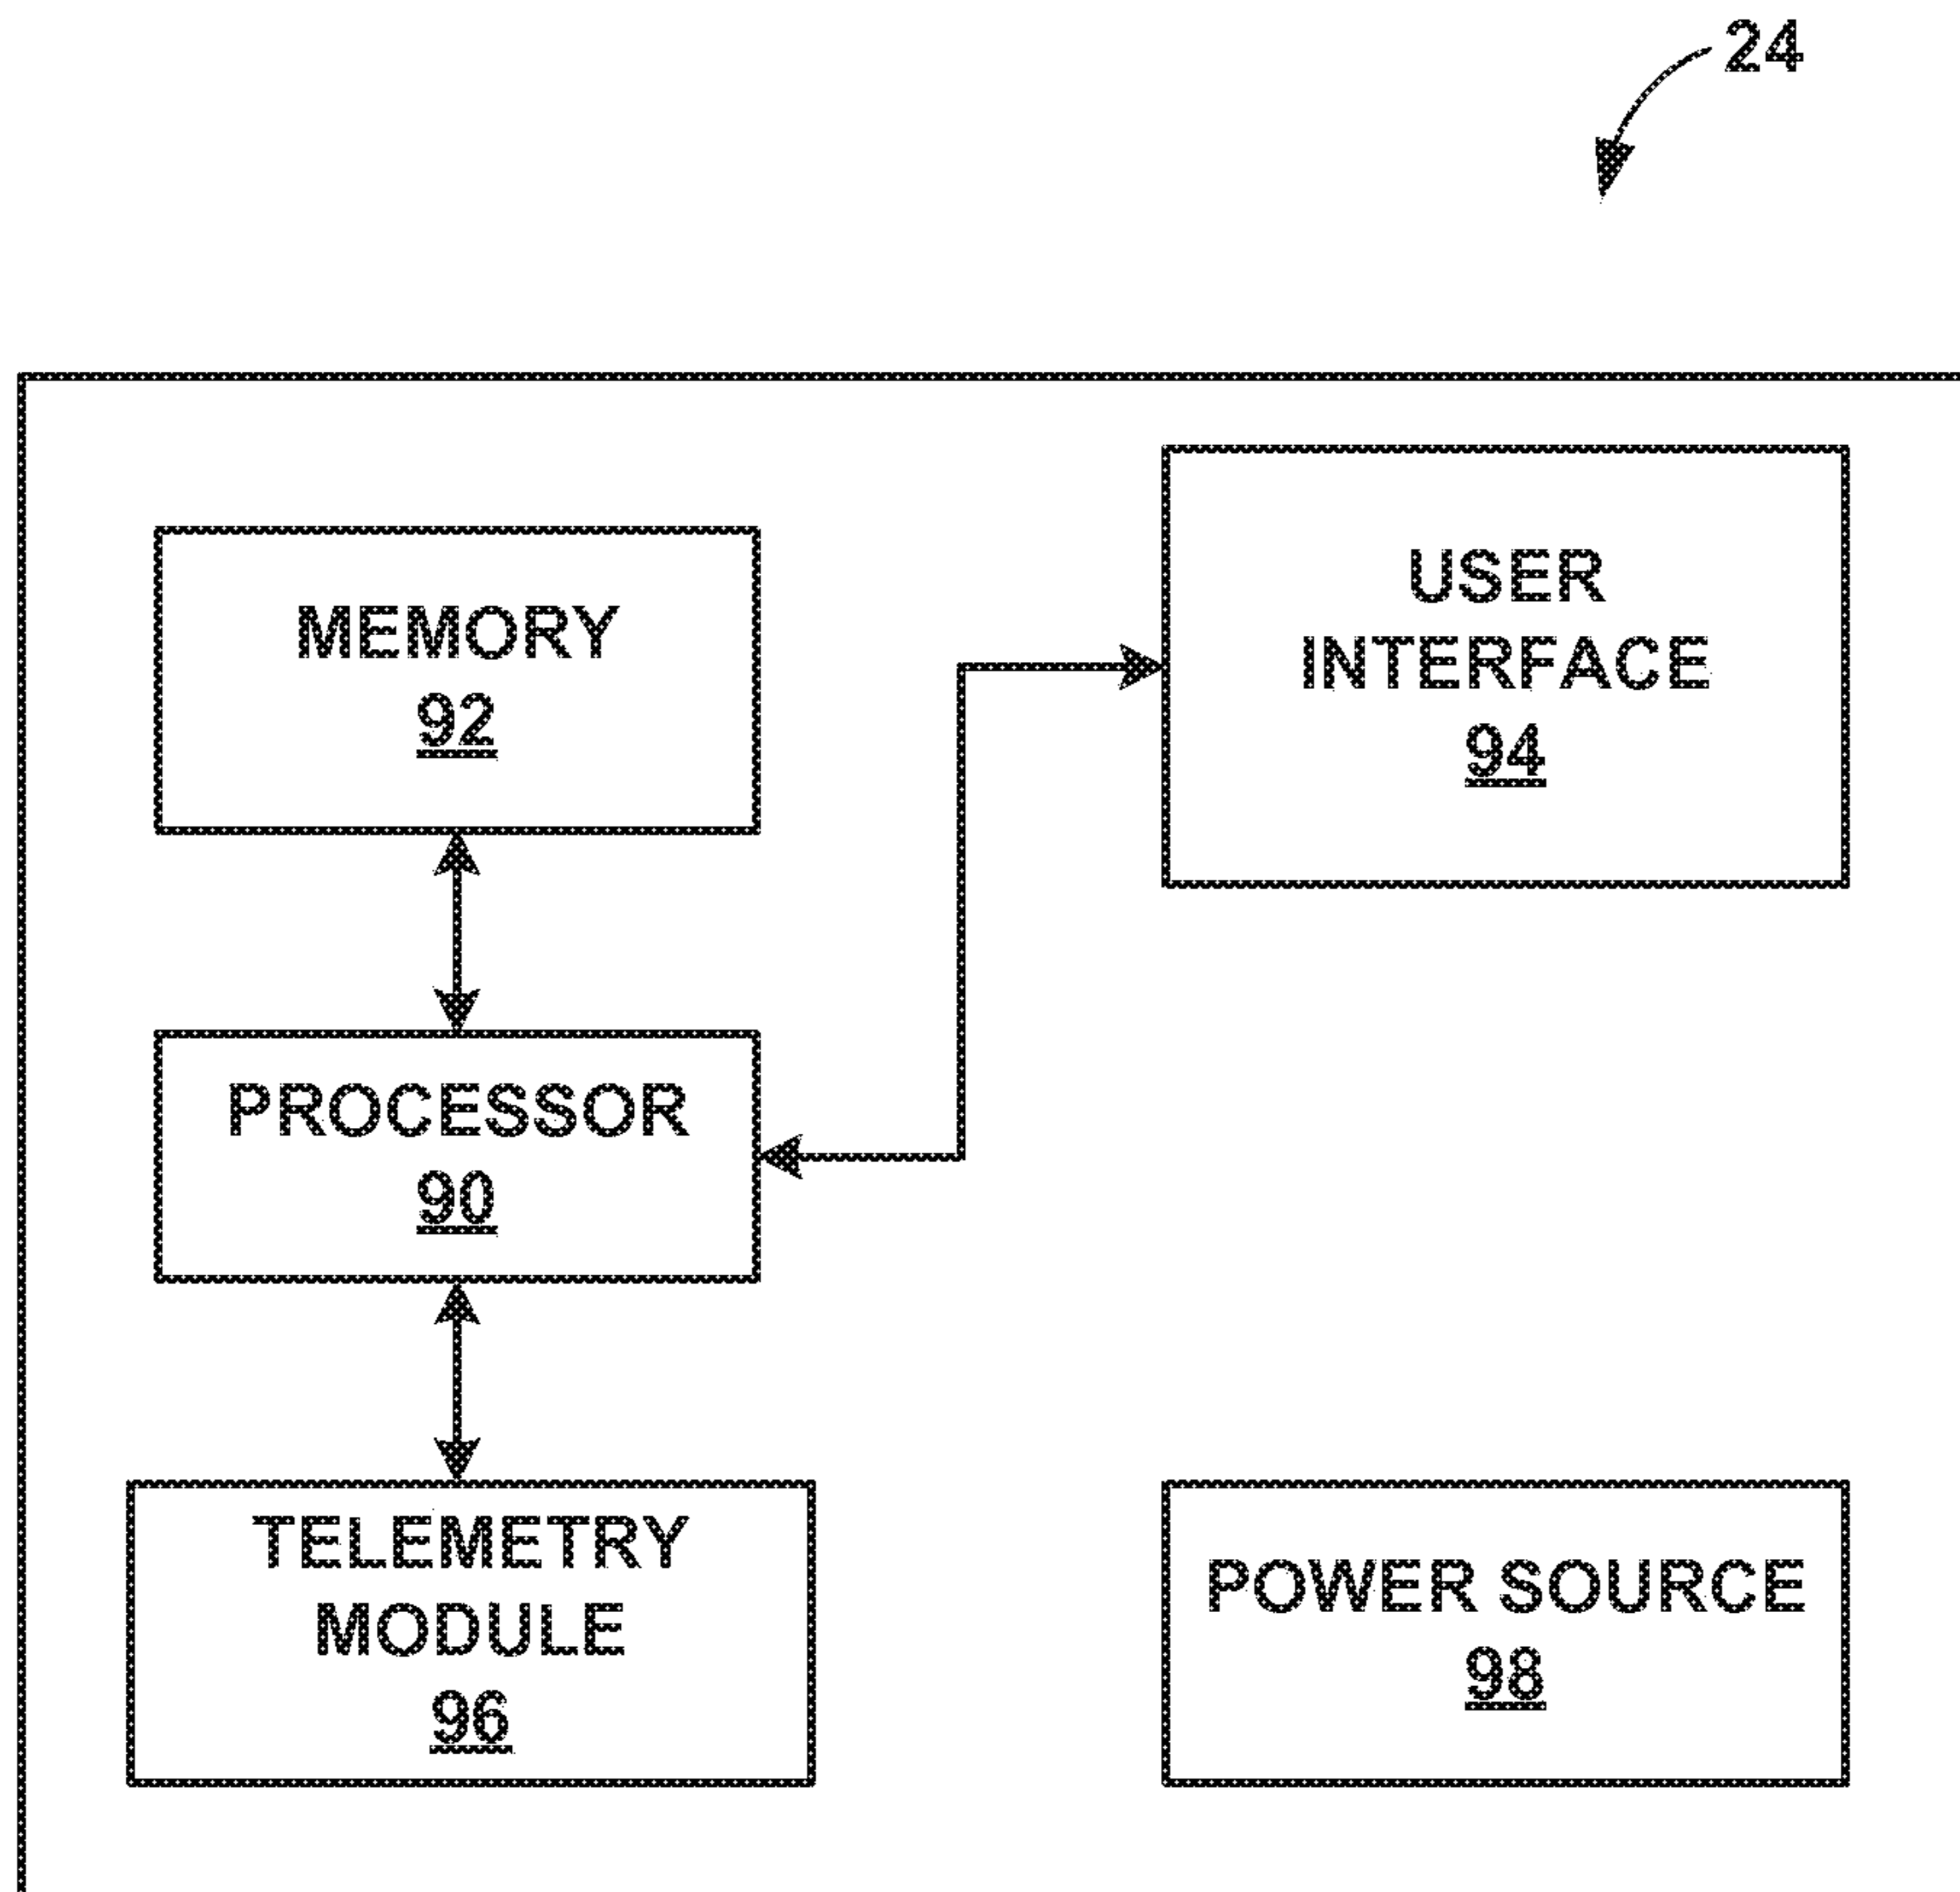 24
MEMORY
92
USER
INTERFACE
94
PROCESSOR
90
TELEMETRY
MODULE
96
POWER SOURCE
98